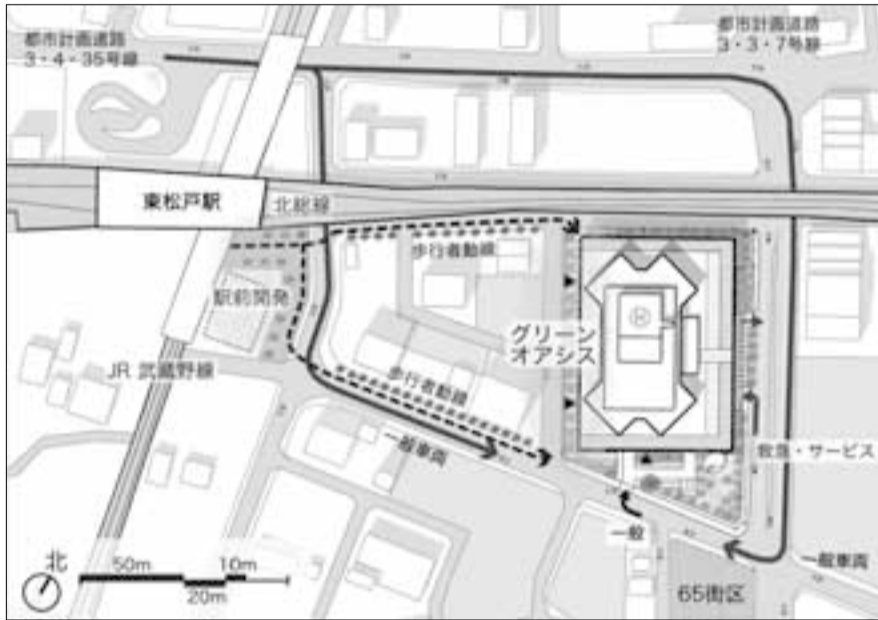 都市計画道路
3・4・35号線
都市計画道路
3・3・7号線
東松戸駅
北総線
歩行者動線
駅前開発
グリーン
オアシス
H
JR 武蔵野線
歩行者動線
一般車両
救急・サービス
一般
一般車両
65街区
北
50m
10m
20m